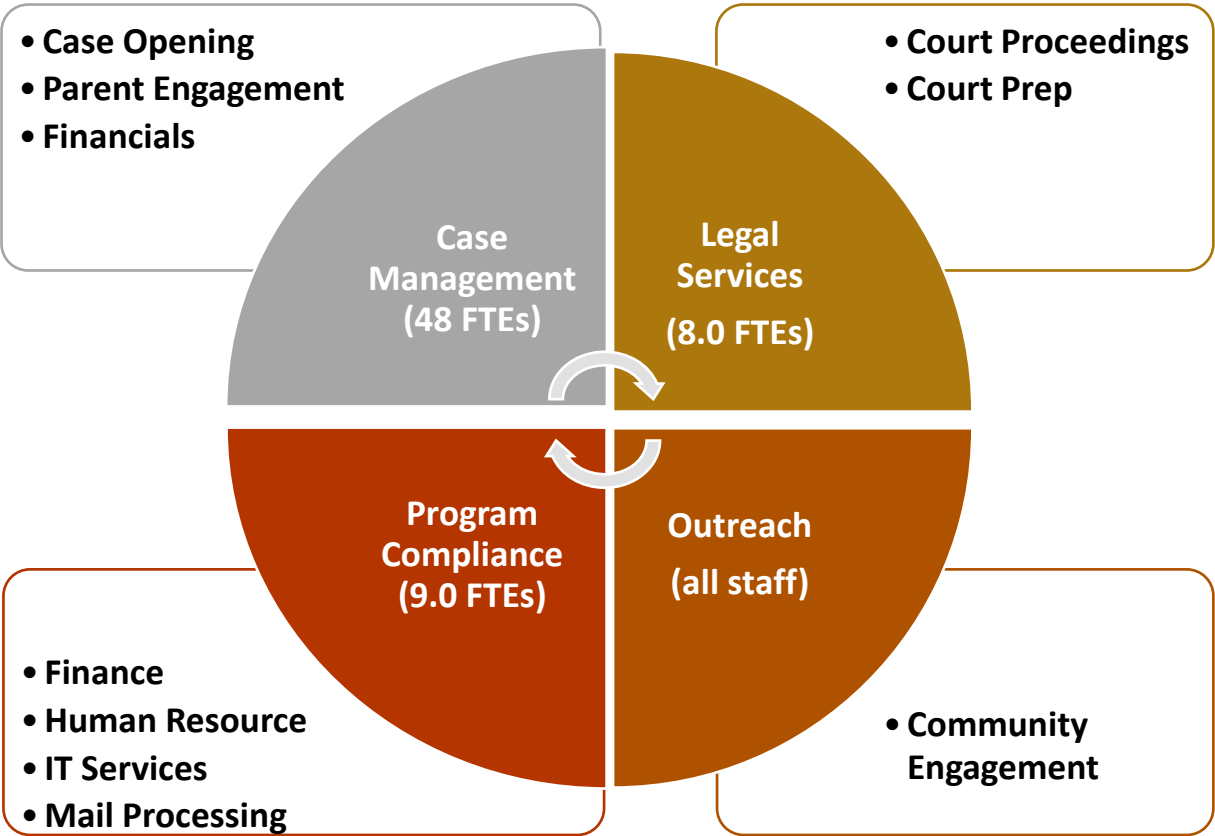 • Case Opening
• Parent Engagement
• Financials
• Court Proceedings
• Court Prep
Case
Management
(48 FTEs)
Legal
Services
(8.0 FTEs)
Program
Compliance
(9.0 FTEs)
Outreach
(all staff)
• Finance
• Human Resource
• IT Services
• Mail Processing
• Community
Engagement